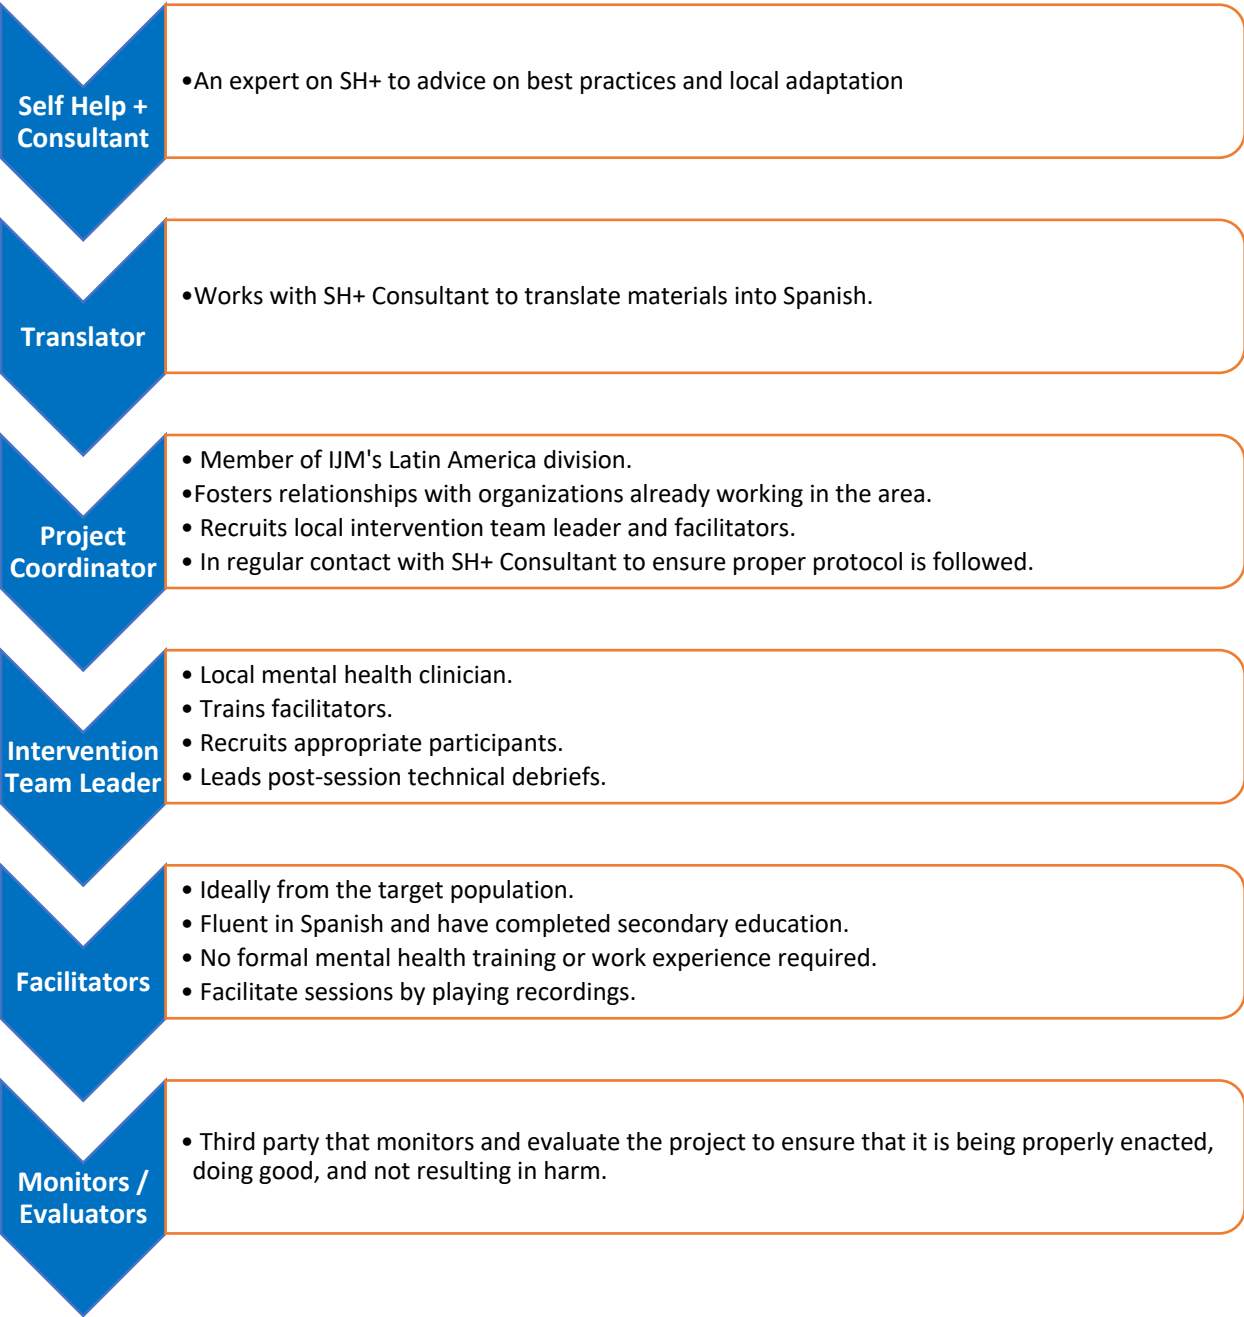 Self Help +
Consultant
•An expert on SH+ to advice on best practices and local adaptation
Translator
•Works with SH+ Consultant to translate materials into Spanish.
Project
Coordinator
• Member of IJM's Latin America division.
•Fosters relationships with organizations already working in the area.
• Recruits local intervention team leader and facilitators.
• In regular contact with SH+ Consultant to ensure proper protocol is followed.
Intervention
Team Leader
• Local mental health clinician.
• Trains facilitators.
• Recruits appropriate participants.
• Leads post-session technical debriefs.
Facilitators
• Ideally from the target population.
• Fluent in Spanish and have completed secondary education.
• No formal mental health training or work experience required.
• Facilitate sessions by playing recordings.
Monitors /
Evaluators
• Third party that monitors and evaluate the project to ensure that it is being properly enacted,
doing good, and not resulting in harm.